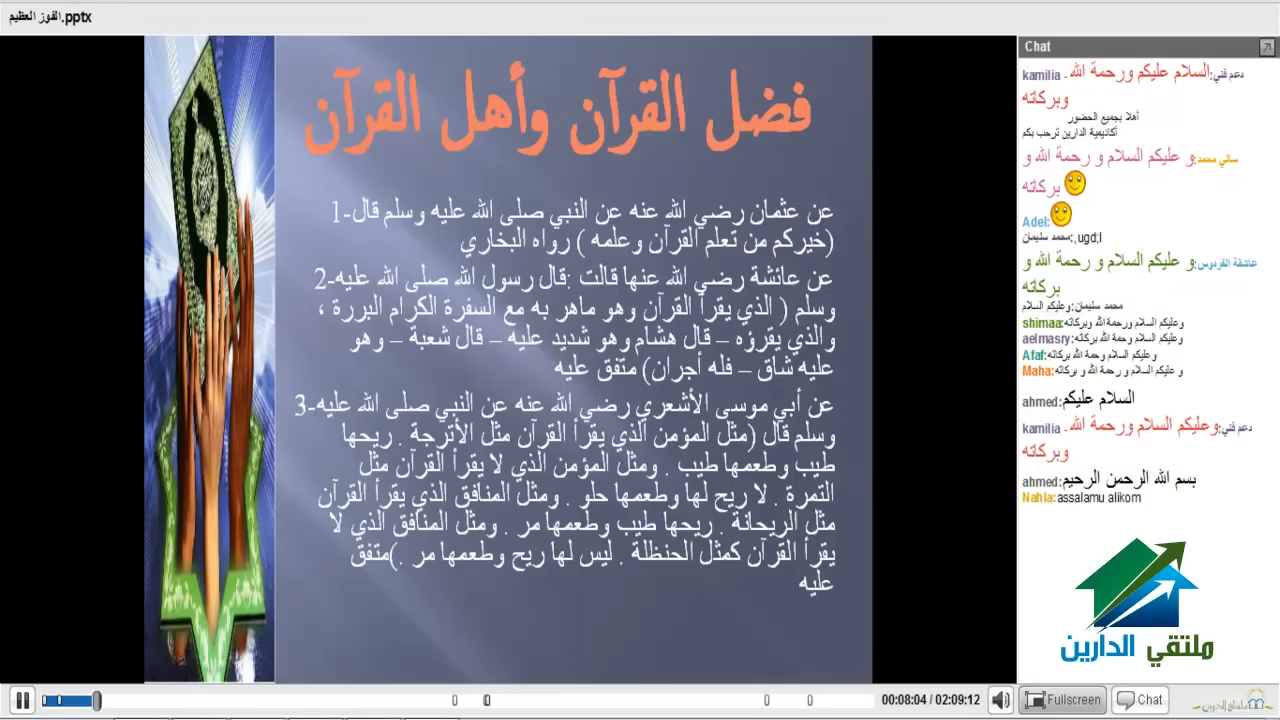 الفوز العظيم.pptx
فضل القرآن وأهل القرآن
1-عن عثمان رضي الله عنه عن النبي صلى الله عليه وسلم قال
(خيركم من تعلم القرآن وعلمه ) رواه البخاري
2-عن عائشة رضي الله عنها قالت :قال رسول الله صلى الله عليه
وسلم ( الذي يقرأ القرآن وهو ماهر به مع السفرة الكرام البررة ،
والذي يقرؤه – قال هشام وهو شديد عليه – قال شعبة – وهو
عليه شاق – فله أجران) متفق عليه
3-عن أبي موسى الأشعري رضي الله عنه عن النبي صلى الله عليه
وسلم قال (مثل المؤمن الذي يقرأ القرآن مثل الأترجة . ريحها
طيب وطعمها طيب . ومثل المؤمن الذي لا يقرأ القرآن مثل
التمرة . لا ريح لها وطعمها حلو . ومثل المنافق الذي يقرأ القرآن
مثل الريحانة . ريحها طيب وطعمها مر . ومثل المنافق الذي لا
يقرأ القرآن كمثل الحنظلة . ليس لها ريح وطعمها مر .)متفق
عليه
Chat
kamilia - دعم فني:السلام عليكم ورحمة الله
وبركاته
أهلا بجميع الحضور
أكاديمية الدارين ترحب بكم
سالي محمد:و عليكم السلام و رحمة الله و
بركاته
Adel:
محمد سليمان:,ugd;l
عاشقة الفردوس:و عليكم السلام و رحمة الله و
بركاته
محمد سليمان:وعليكم السلام
shimaa:وعليكم السلام ورحمة الله وبركاته
aelmasry:وعليكم السلام ورحمة الله بركته
Afaf:وعليكم السلام وحمة الله بركاته
Maha:و عليكم السلام و رحمة الله و بركاته
ahmed:السلام عليكم
kamilia - دعم فني:وعليكم السلام ورحمة الله
وبركاته
ahmed:بسم الله الرحمن الرحيم
Nahla:assalamu alikom
ملتقي الدارين
00:08:04 / 02:09:12
Fullscreen
Chat